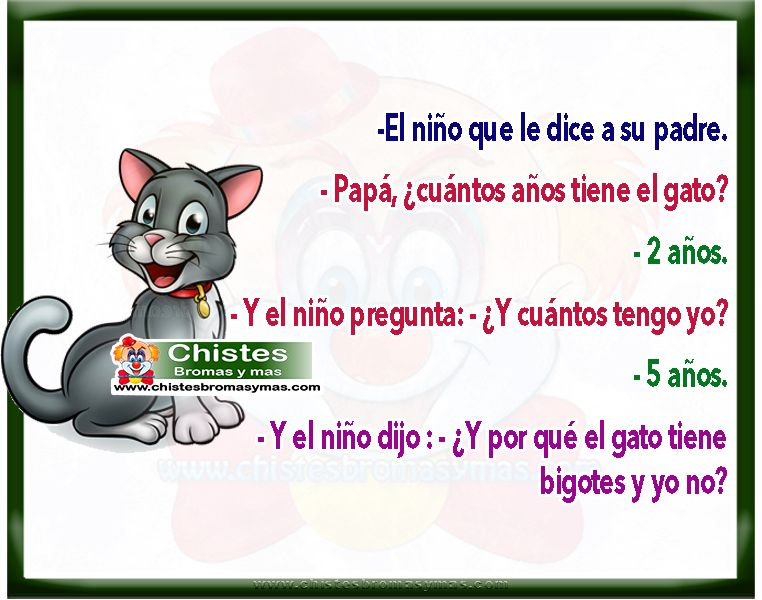 -El niño que le dice a su padre.
- Papá, ¿cuántos años tiene el gato?
- 2 años.
- Y el niño pregunta: - ¿Y cuántos tengo yo?
- 5 años.
- Y el niño dijo : - ¿Y por qué el gato tiene
bigotes y yo no?
Chistes
Bromas y mas
www.chistesbromasymas.com
www.chistesbromasymas.com
www.chistesbromasymas.com